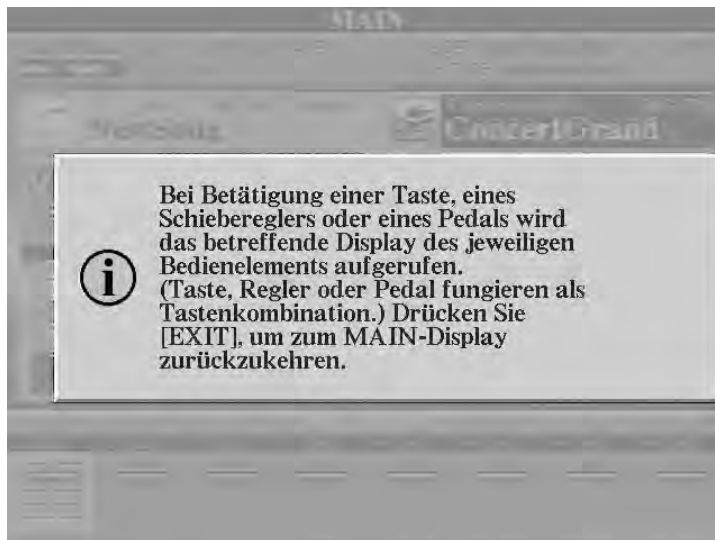 MAIN
ConcertGrand
Bei Betätigung einer Taste, eines
Schiebereglers oder eines Pedals wird
das betreffende Display des jeweiligen
Bedienelements aufgerufen.
(Taste, Regler oder Pedal fungieren als
Tastenkombination.) Drücken Sie
[EXIT], um zum MAIN-Display
zurückzukehren.